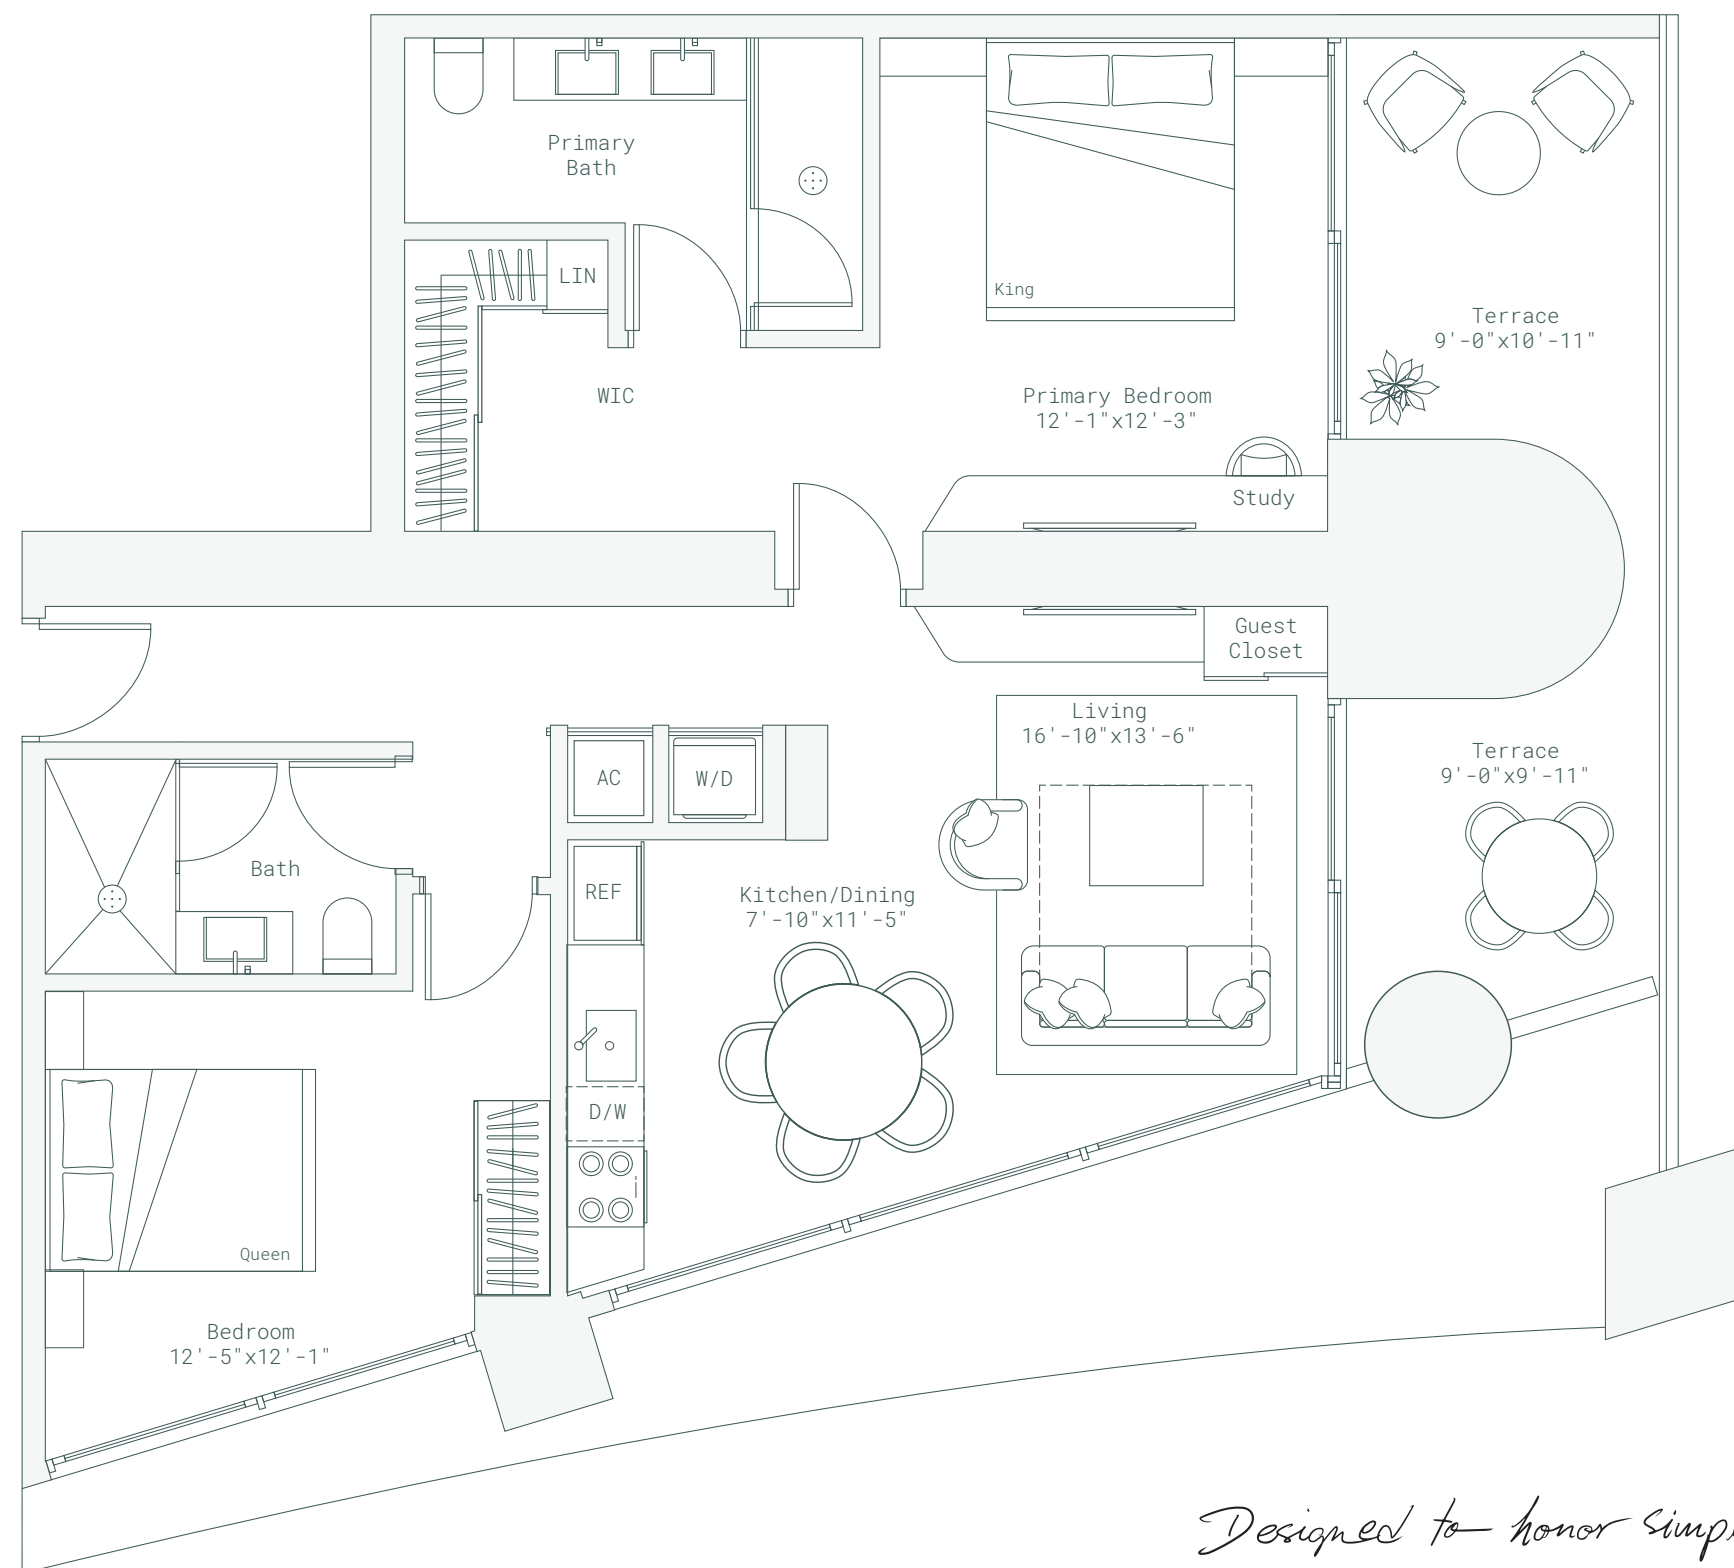 Primary
Bath
LIN
WIC
King
Primary Bedroom
12'-1"x12'-3"
Study
Terrace
9'-0"x10'-11"
Guest
Closet
Living
16'-10"x13'-6"
Terrace
9'-0"x9'-11"
AC
W/D
Bath
REF
Kitchen/Dining
7'-10"x11'-5"
D/W
Queen
Bedroom
12'-5"x12'-1"
Designed to honor